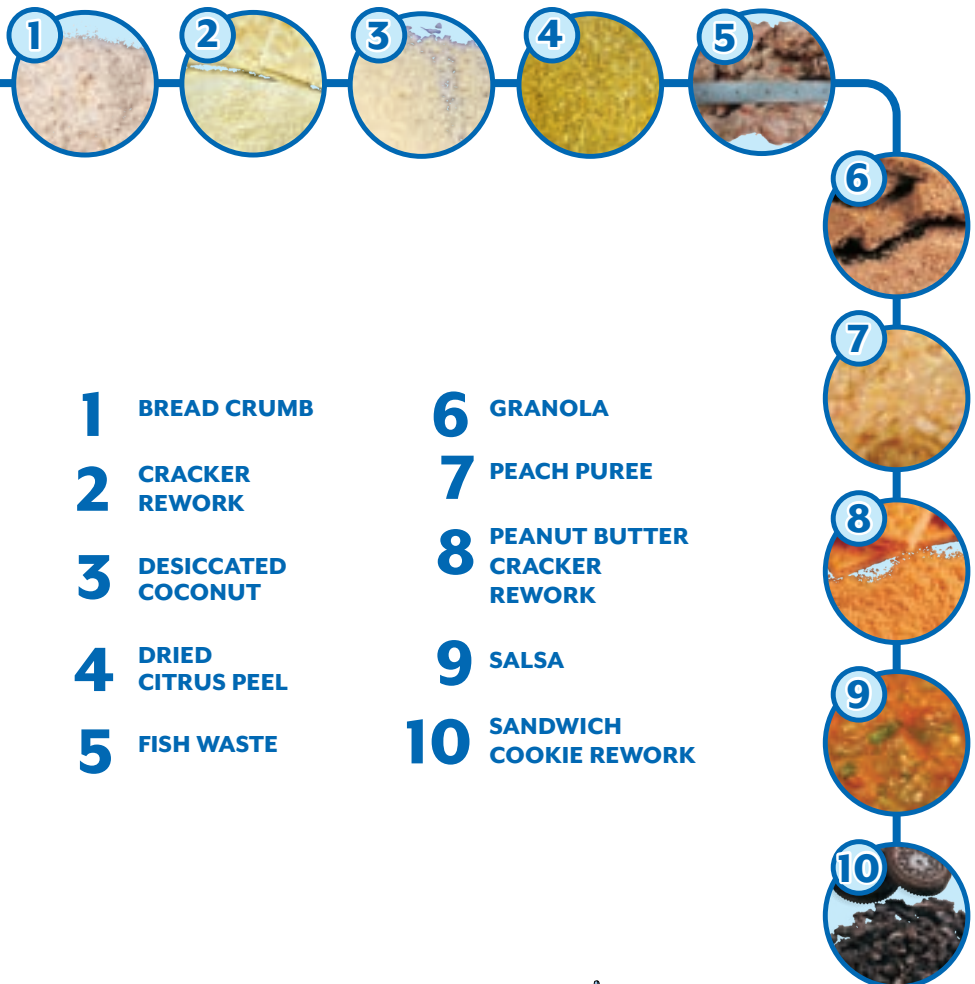 1
2
3
4
5
6
7
8
9
10
1 BREAD CRUMB
2 CRACKER
REWORK
3 DESICCATED
COCONUT
4 DRIED
CITRUS PEEL
5 FISH WASTE
6 GRANOLA
7 PEACH PUREE
8 PEANUT BUTTER
CRACKER
REWORK
9 SALSA
10 SANDWICH
COOKIE REWORK